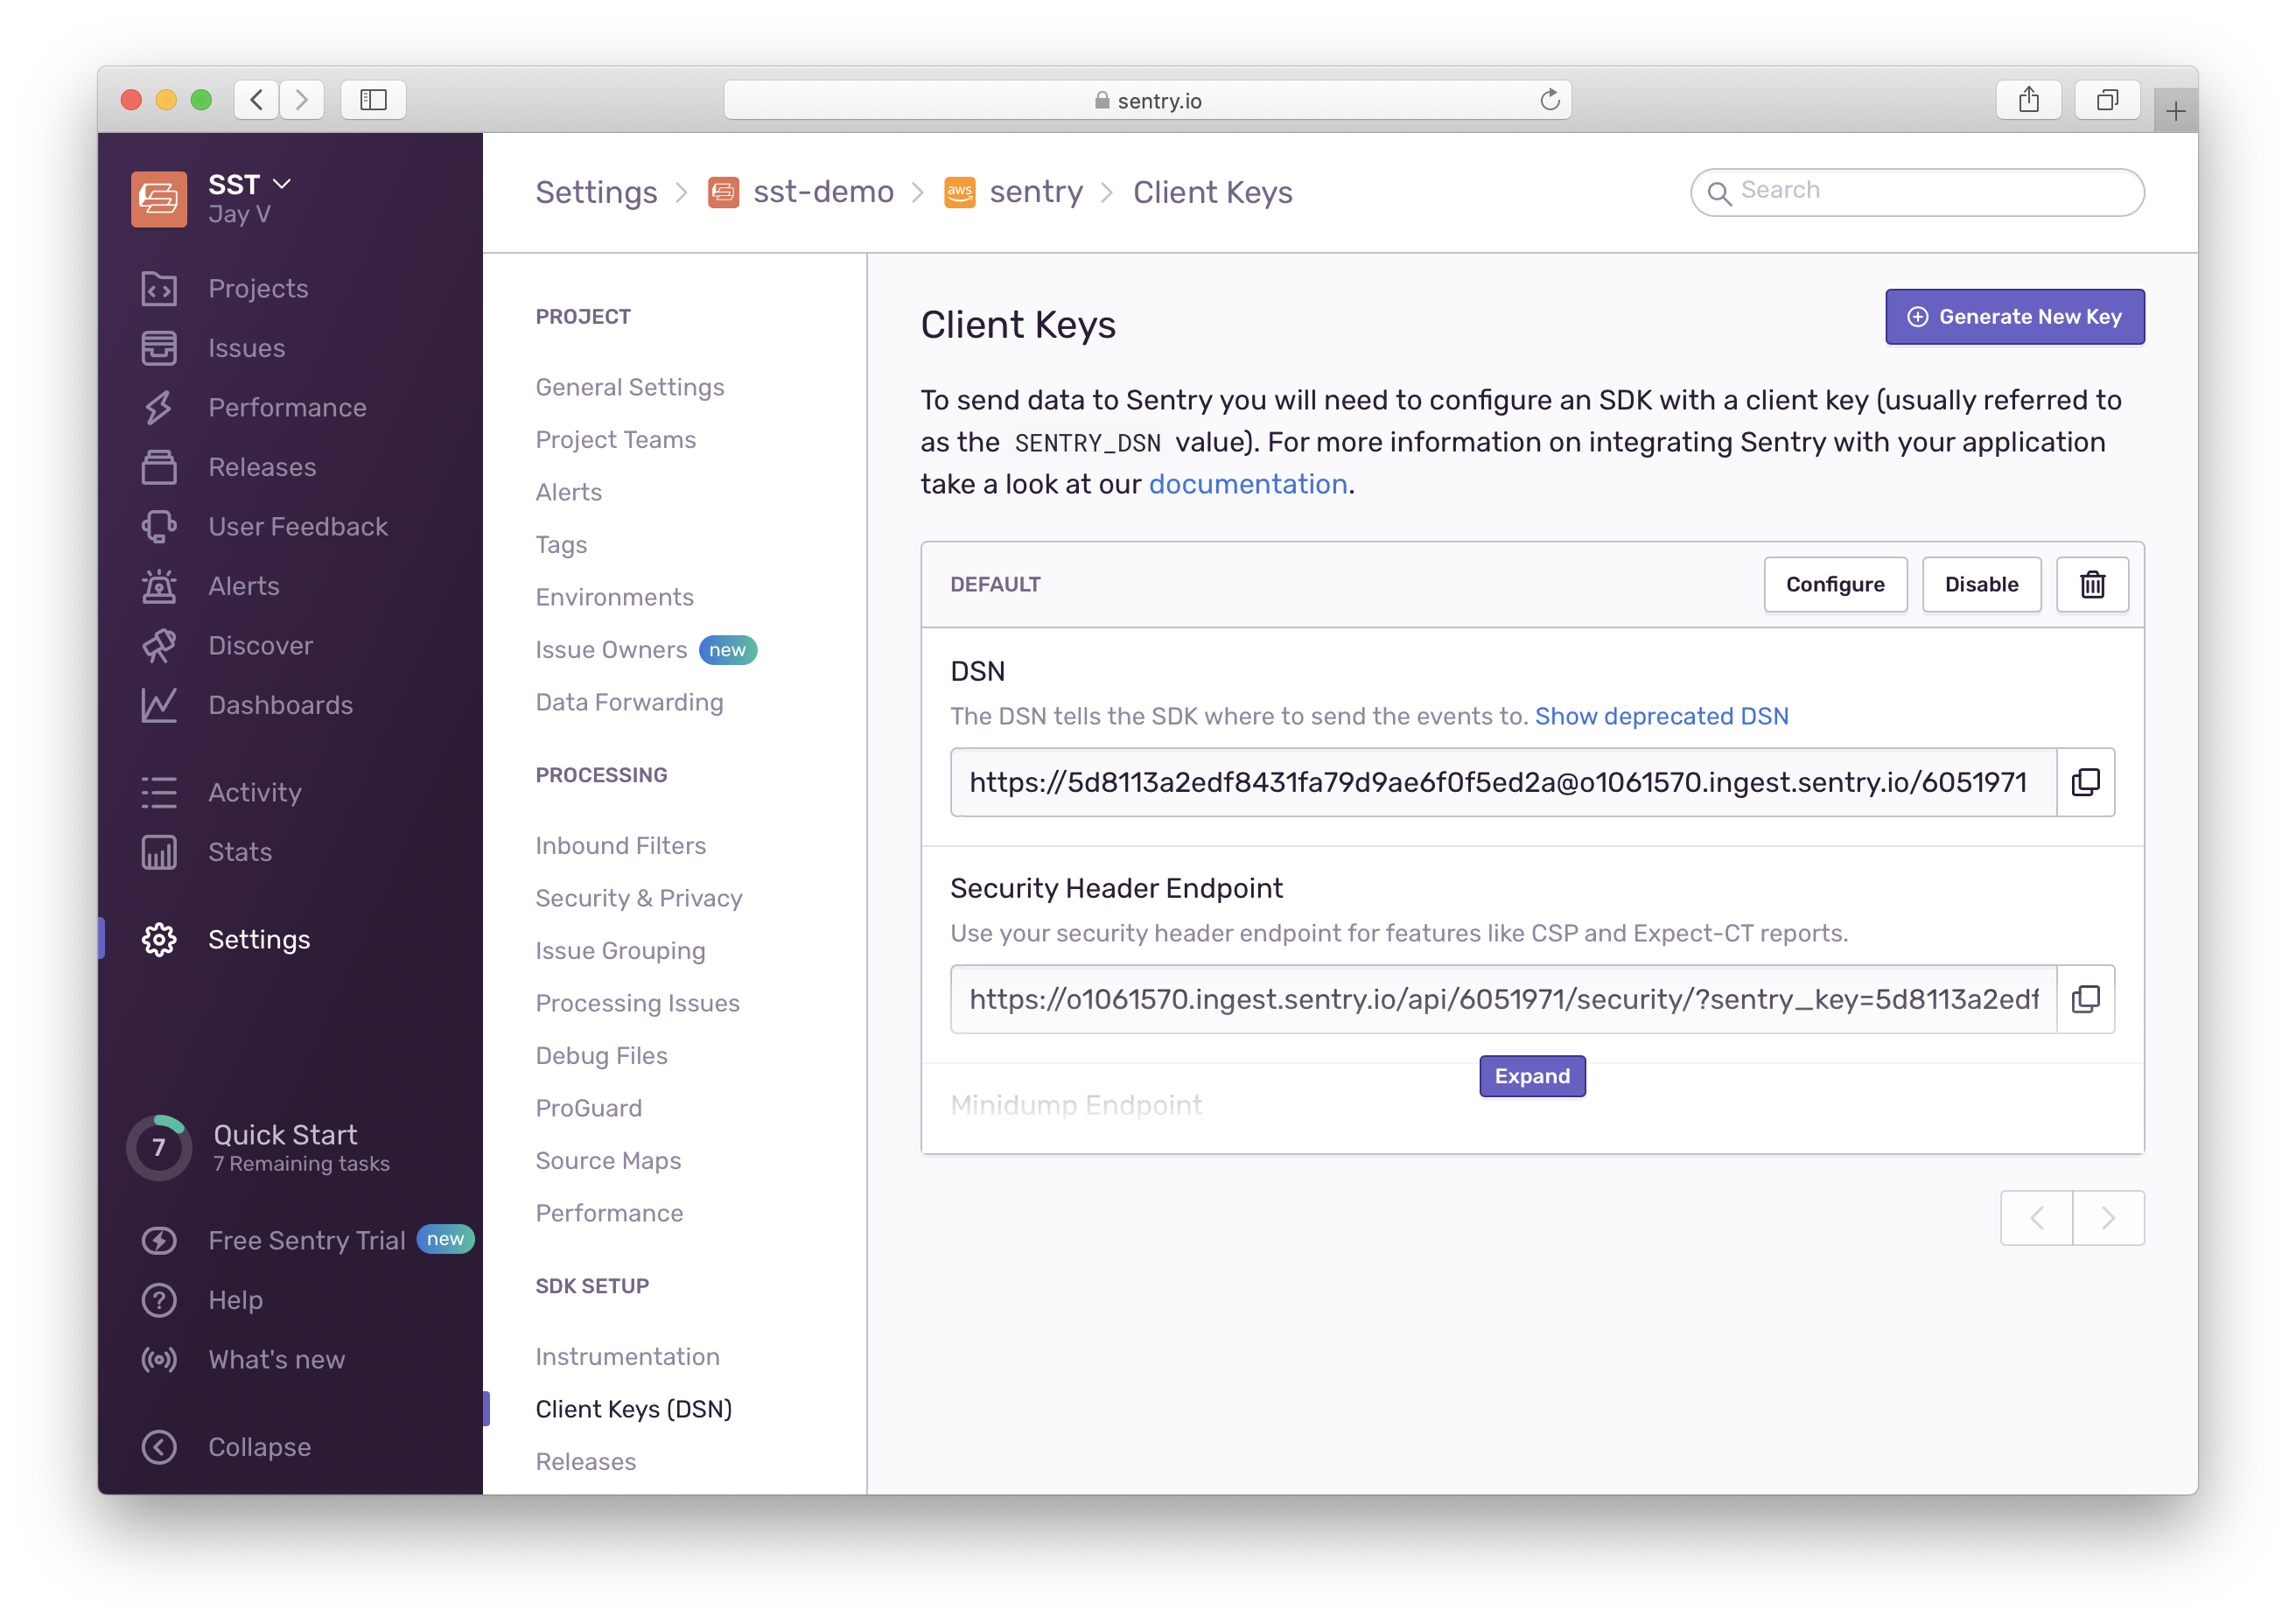 sentry.io
SST
Jay V
Projects
Issues
Performance
Releases
User Feedback
Alerts
Discover
Dashboards
Activity
Stats
Settings
7
Quick Start
7 Remaining tasks
Free Sentry Trial new
Help
What's new
Collapse
Settings > sst-demo > aws sentry > Client Keys
Search
PROJECT
General Settings
Project Teams
Alerts
Tags
Environments
Issue Owners new
Data Forwarding
PROCESSING
Inbound Filters
Security & Privacy
Issue Grouping
Processing Issues
Debug Files
ProGuard
Source Maps
Performance
SDK SETUP
Instrumentation
Client Keys (DSN)
Releases
Client Keys
Generate New Key
To send data to Sentry you will need to configure an SDK with a client key (usually referred to
as the SENTRY_DSN value). For more information on integrating Sentry with your application
take a look at our documentation.
DEFAULT
Configure
Disable
DSN
The DSN tells the SDK where to send the events to. Show deprecated DSN
https://5d8113a2edf8431fa79d9ae6f0f5ed2a@o1061570.ingest.sentry.io/6051971
Security Header Endpoint
Use your security header endpoint for features like CSP and Expect-CT reports.
https://o1061570.ingest.sentry.io/api/6051971/security/?sentry_key=5d8113a2edf
Expand
Minidump Endpoint